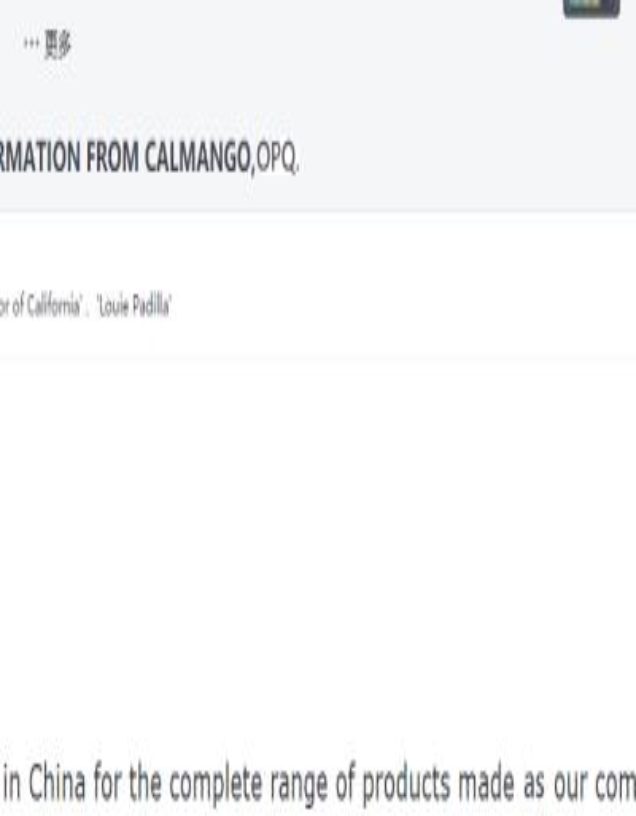 ··· 更多
RMATION FROM CALMANGO,OPQ.
or of California'、'Louie Padilla'
in China for the complete range of products made as our com